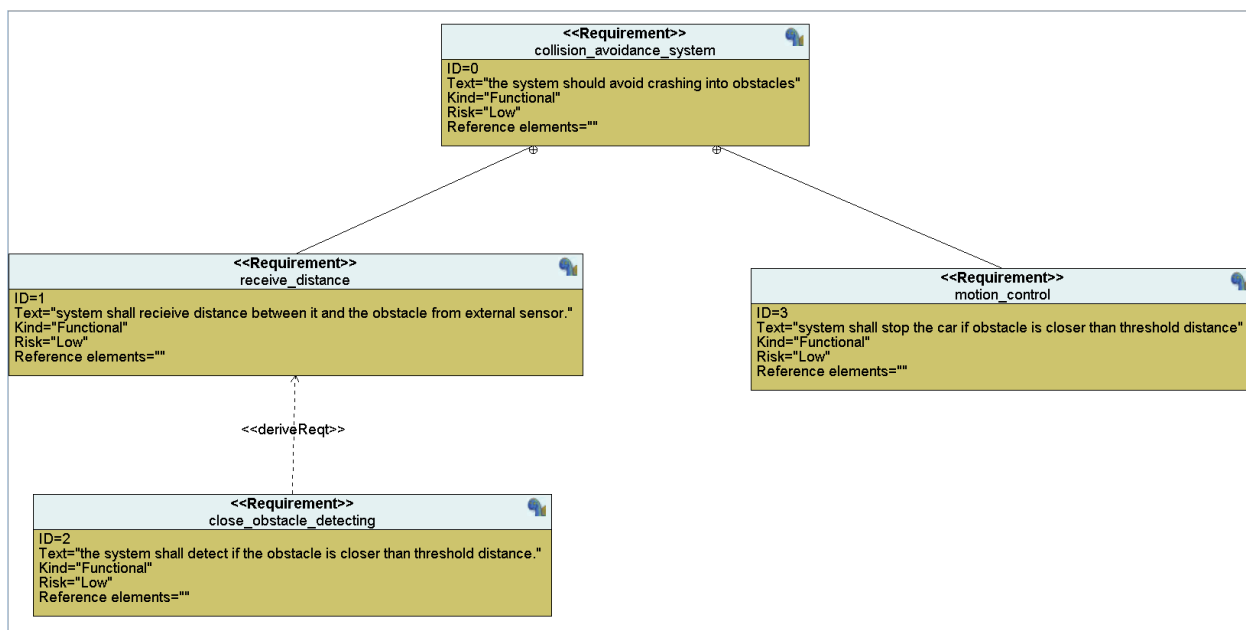 <<Requirement>>
collision_avoidance_system
ID=0
Text="the system should avoid crashing into obstacles"
Kind="Functional"
Risk="Low"
Reference elements=""
<<Requirement>>
receive_distance
ID=1
Text="system shall recieive distance between it and the obstacle from external sensor."
Kind="Functional"
Risk="Low"
Reference elements=""
<<Requirement>>
motion_control
ID=3
Text="system shall stop the car if obstacle is closer than threshold distance"
Kind="Functional"
Risk="Low"
Reference elements=""
<<deriveReqt>>
<<Requirement>>
close_obstacle_detecting
ID=2
Text="the system shall detect if the obstacle is closer than threshold distance."
Kind="Functional"
Risk="Low"
Reference elements=""